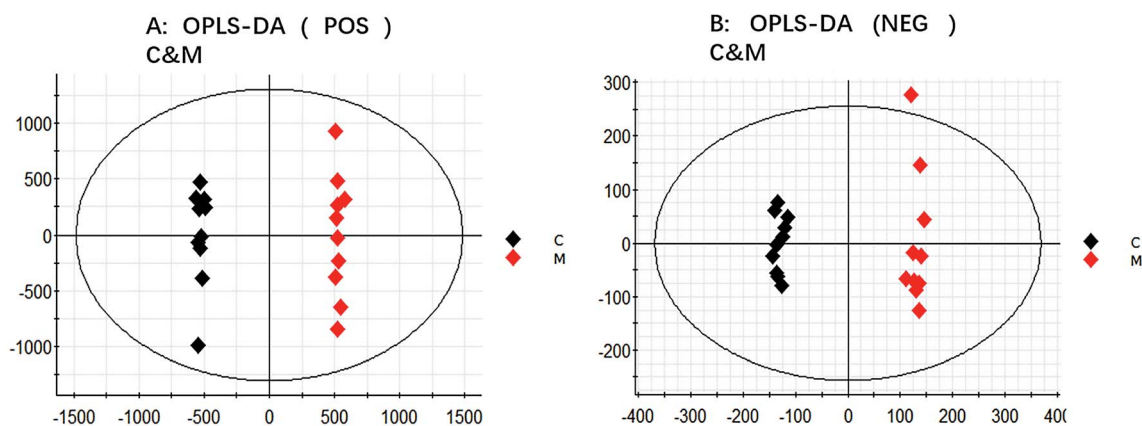 A: OPLS-DA ( POS )
C&M
1000
500
0
-500
-1000
-1500 -1000 -500 0 500 1000 1500
C
M
B: OPLS-DA (NEG )
C&M
300
200
100
0
-100
-200
-400 -300 -200 -100 0 100 200 300 40(
C
M